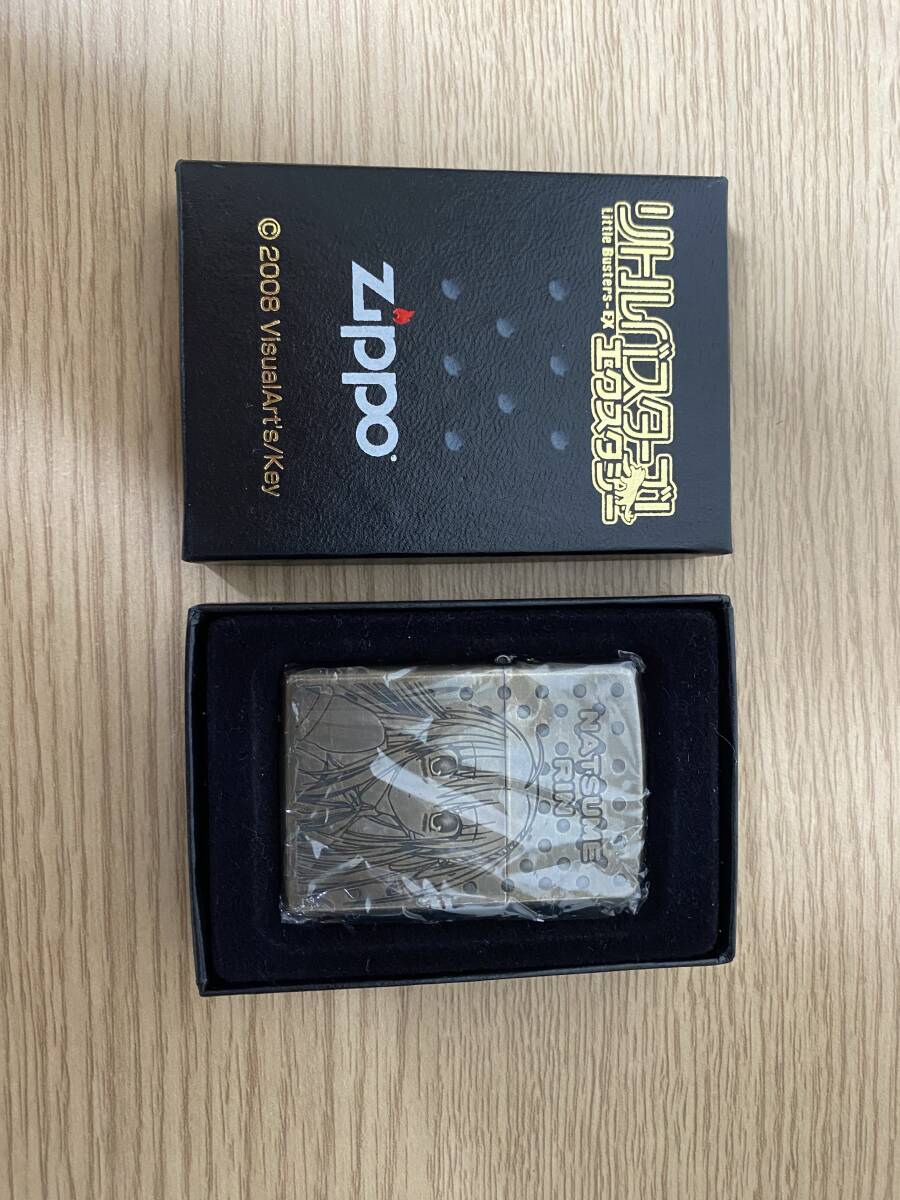 リトルバスターズ!
Little Busters-EX
エクスタシー
zippo
© 2008 VisualArt's/Key
NATSUME
RIN